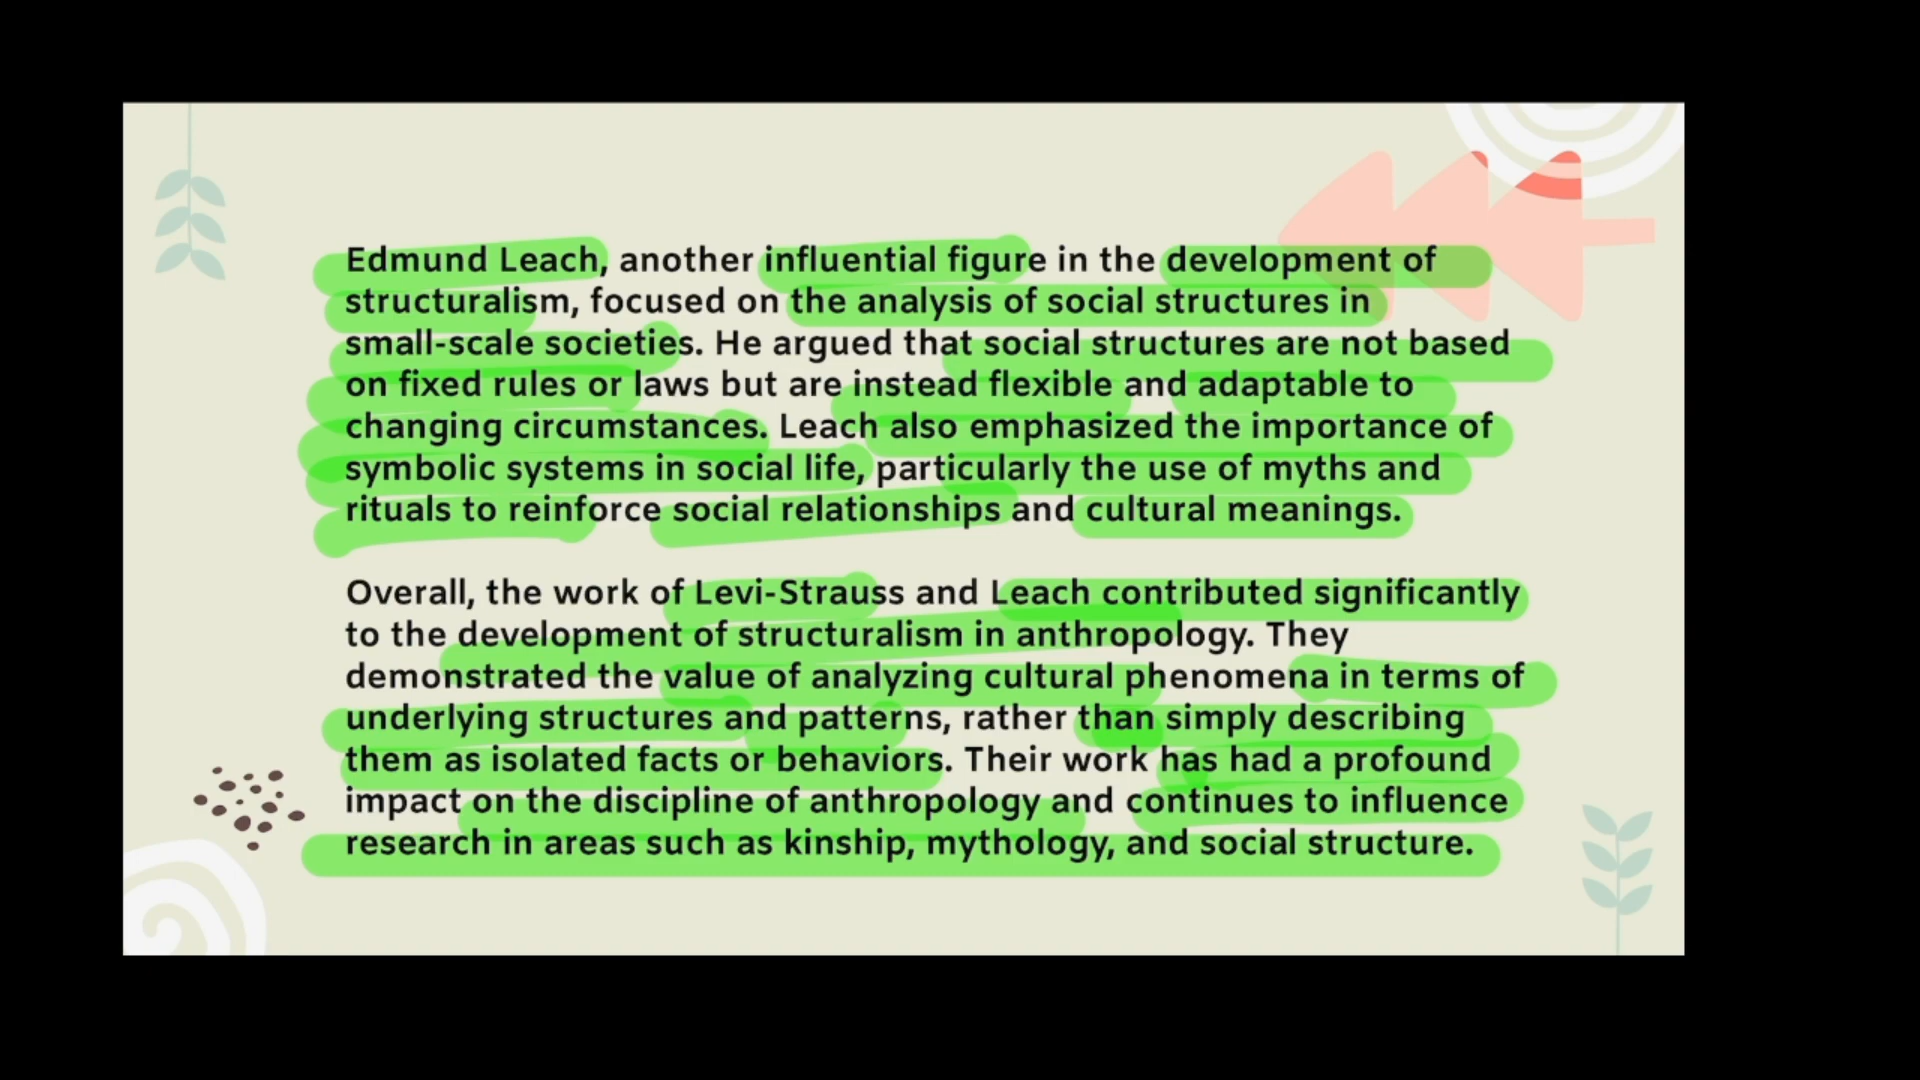 Edmund Leach, another influential figure in the development of
structuralism, focused on the analysis of social structures in
small-scale societies. He argued that social structures are not based
on fixed rules or laws but are instead flexible and adaptable to
changing circumstances. Leach also emphasized the importance of
symbolic systems in social life, particularly the use of myths and
rituals to reinforce social relationships and cultural meanings.
Overall, the work of Levi-Strauss and Leach contributed significantly
to the development of structuralism in anthropology. They
demonstrated the value of analyzing cultural phenomena in terms of
underlying structures and patterns, rather than simply describing
them as isolated facts or behaviors. Their work has had a profound
impact on the discipline of anthropology and continues to influence
research in areas such as kinship, mythology, and social structure.